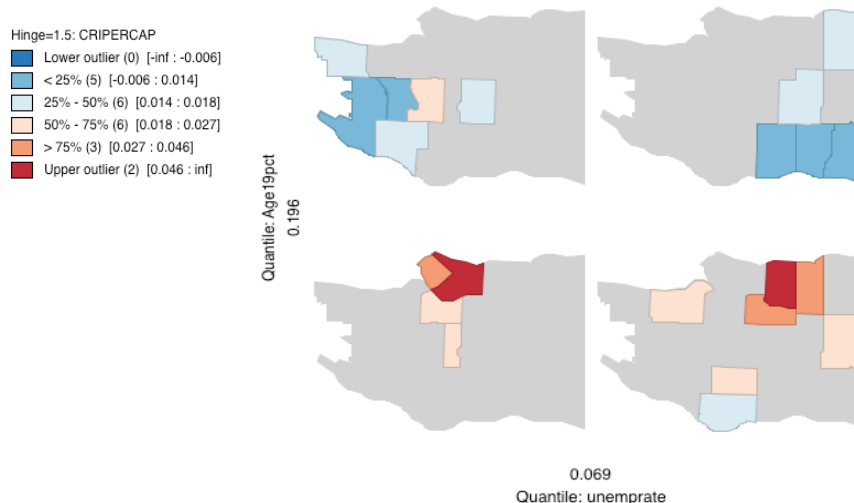 Hinge=1.5: CRIPERCAP
Lower outlier (0) [-inf : -0.006]
< 25% (5) [-0.006 : 0.014]
25% - 50% (6) [0.014 : 0.018]
50% - 75% (6) [0.018 : 0.027]
> 75% (3) [0.027 : 0.046]
Upper outlier (2) [0.046 : inf]
Quantile: Age19pct
0.196
0.069
Quantile: unemprate